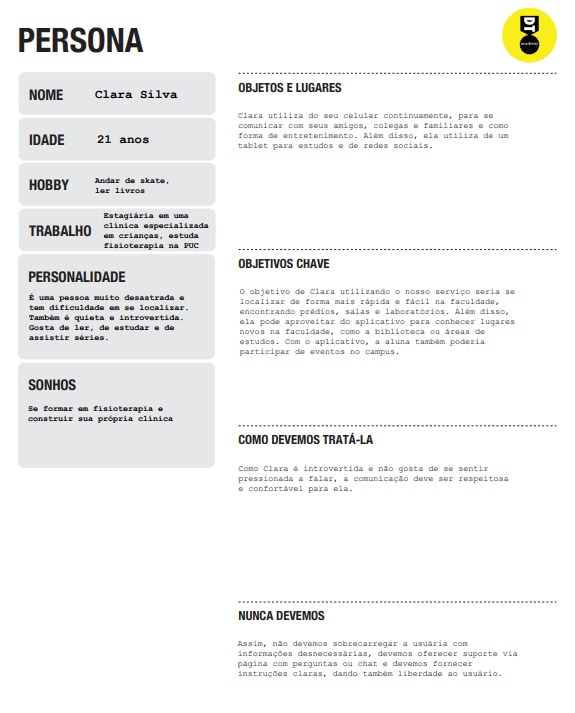 PERSONA
DT
academy
NOME Clara Silva
IDADE 21 anos
HOBBY Andar de skate,
ler livros
TRABALHO Estagiária em uma
clínica especializada
em crianças, estuda
fisioterapia na PUC
PERSONALIDADE
É uma pessoa muito desastrada e
tem dificuldade em se localizar.
Também é quieta e introvertida.
Gosta de ler, de estudar e de
assistir séries.
SONHOS
Se formar em fisioterapia e
construir sua própria clínica
OBJETOS E LUGARES
Clara utiliza do seu celular continuamente, para se
comunicar com seus amigos, colegas e familiares e como
forma de entretenimento. Além disso, ela utiliza de um
tablet para estudos e de redes sociais.
OBJETIVOS CHAVE
O objetivo de Clara utilizando o nosso serviço seria se
localizar de forma mais rápida e fácil na faculdade,
encontrando prédios, salas e laboratórios. Além disso,
ela pode aproveitar do aplicativo para conhecer lugares
novos na faculdade, como a biblioteca ou áreas de
estudos. Com o aplicativo, a aluna também poderia
participar de eventos no campus.
COMO DEVEMOS TRATÁ-LA
Como Clara é introvertida e não gosta de se sentir
pressionada a falar, a comunicação deve ser respeitosa
e confortável para ela.
NUNCA DEVEMOS
Assim, não devemos sobrecarregar a usuária com
informações desnecessárias, devemos oferecer suporte via
página com perguntas ou chat e devemos fornecer
instruções claras, dando também liberdade ao usuário.